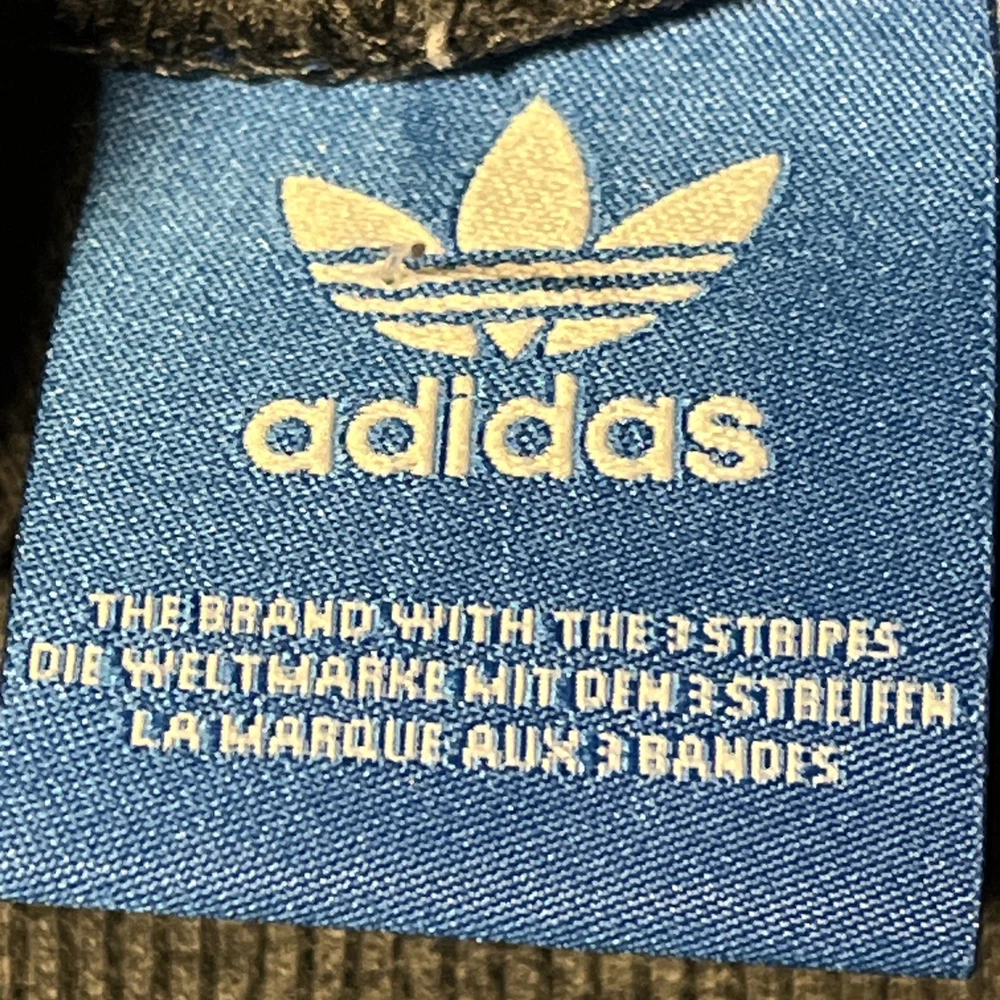 adidas
THE BRAND WITH THE 3 STRIPES
DIE WELTMARKE MIT DEN 3 STREIFEN
LA MARQUE AUX 3 BANDES